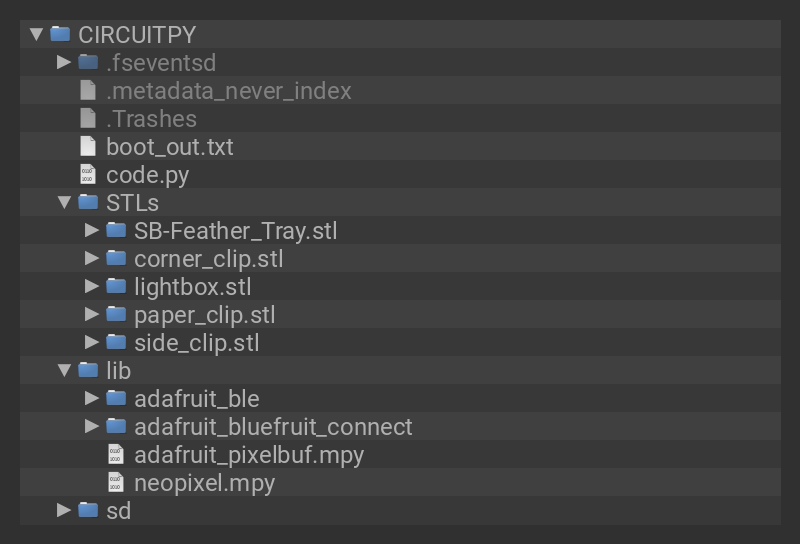 CIRCUITPY
.fseventsd
.metadata_never_index
.Trashes
boot_out.txt
code.py
STLs
SB-Feather_Tray.stl
corner_clip.stl
lightbox.stl
paper_clip.stl
side_clip.stl
lib
adafruit_ble
adafruit_bluefruit_connect
adafruit_pixelbuf.mpy
neopixel.mpy
sd